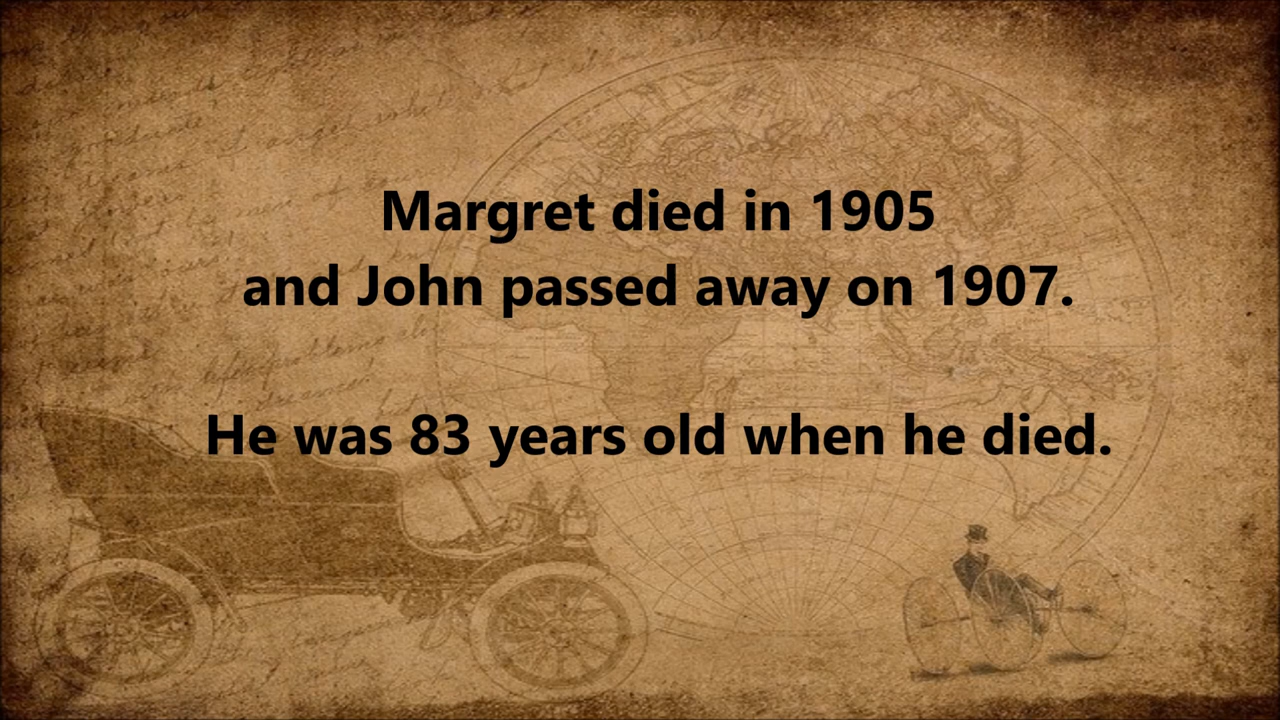 Margret died in 1905
and John passed away on 1907.
He was 83 years old when he died.